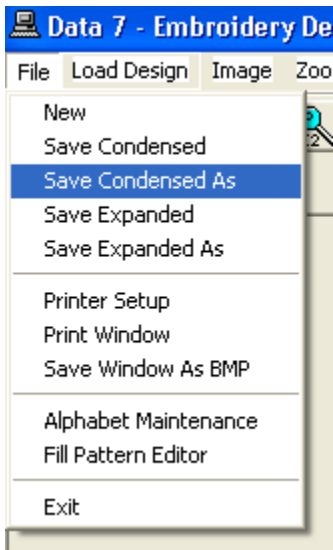 Data 7 - Embroidery De
File Load Design Image Zoo
New
Save Condensed
Save Condensed As
Save Expanded
Save Expanded As
Printer Setup
Print Window
Save Window As BMP
Alphabet Maintenance
Fill Pattern Editor
Exit